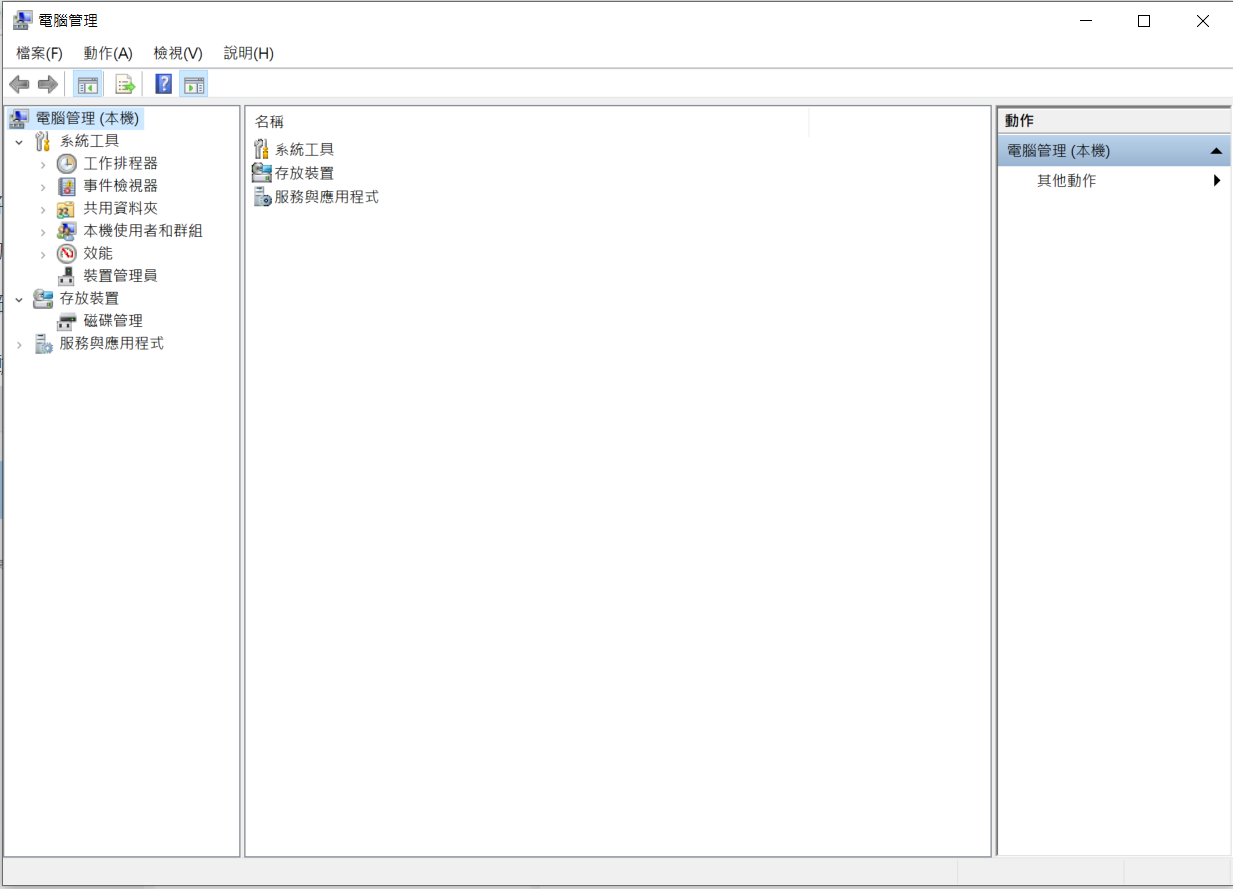 電腦管理
檔案(F) 動作(A) 檢視(V) 說明(H)
電腦管理 (本機)
系統工具
工作排程器
事件檢視器
共用資料夾
本機使用者和群組
效能
裝置管理員
存放裝置
磁碟管理
服務與應用程式
名稱
系統工具
存放裝置
服務與應用程式
動作
電腦管理 (本機)
其他動作